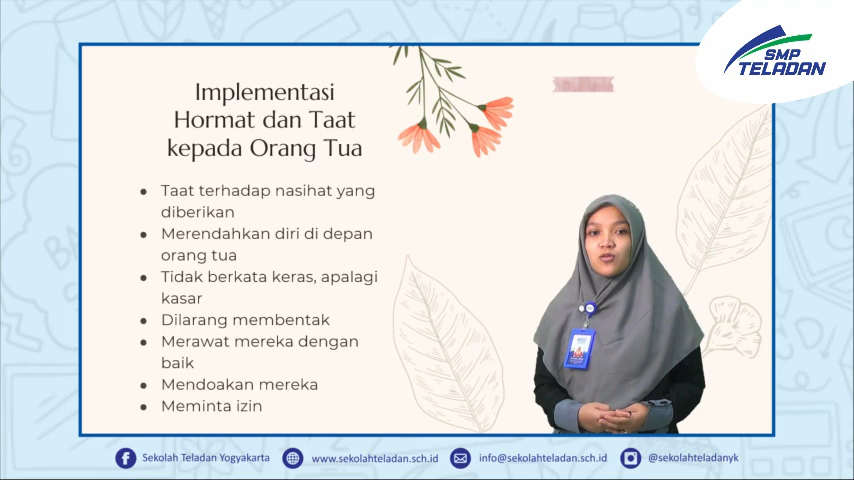 SMP
TELADAN
Implementasi
Hormat dan Taat
kepada Orang Tua
• Taat terhadap nasihat yang
diberikan
• Merendahkan diri di depan
orang tua
• Tidak berkata keras, apalagi
kasar
• Dilarang membentak
• Merawat mereka dengan
baik
• Mendoakan mereka
• Meminta izin
Sekolah Teladan Yogyakarta
www.sekolahteladan.sch.id
info@sekolahteladan.sch.id
@sekolahteladanyk